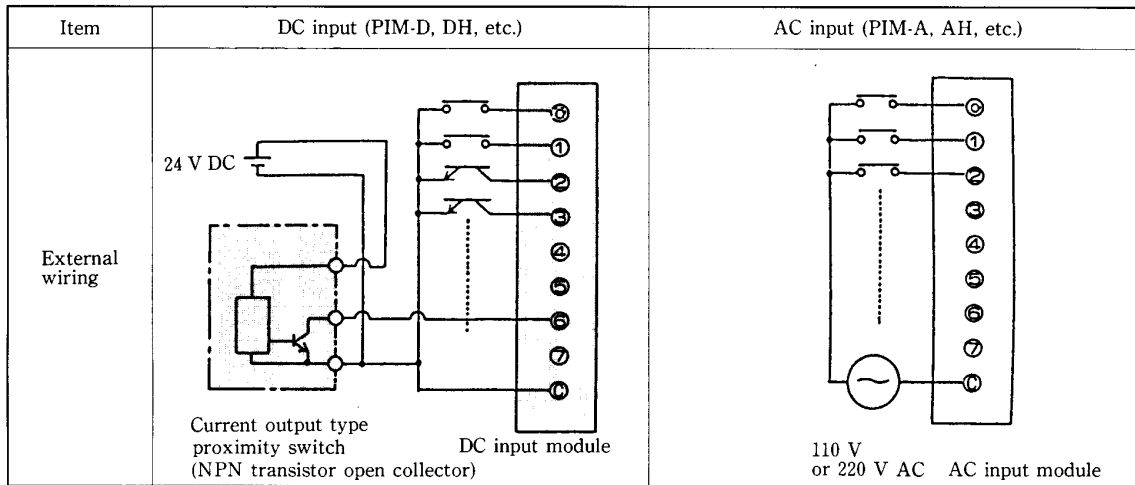 Item
DC input (PIM-D, DH, etc.)
AC input (PIM-A, AH, etc.)
External
wiring
24 V DC
0
1
2
3
4
5
6
7
C
Current output type
proximity switch
(NPN transistor open collector)
DC input module
0
1
2
3
4
5
6
7
C
110 V
or 220 V AC
AC input module